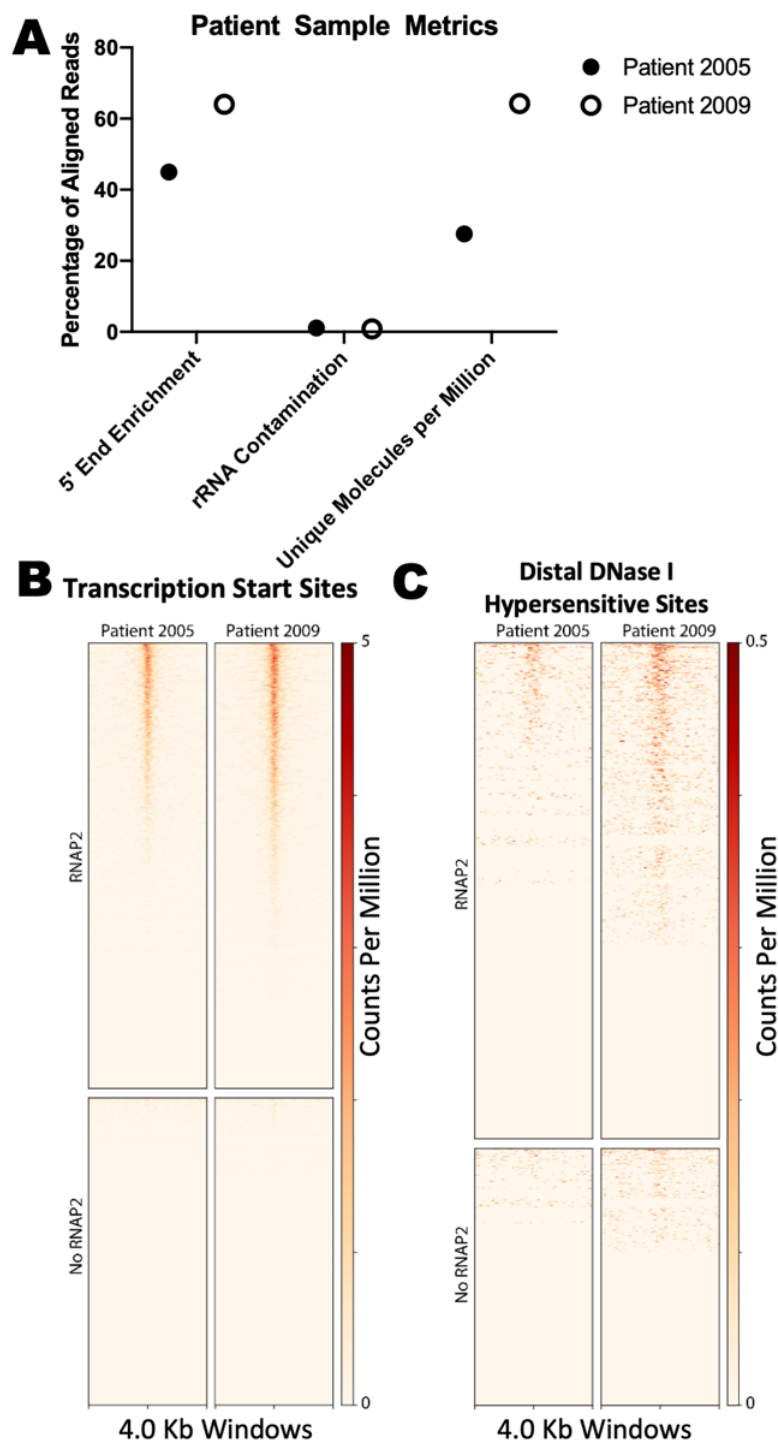 A
Patient Sample Metrics
Percentage of Aligned Reads
80
60
40
20
0
5' End Enrichment
rRNA Contamination
Unique Molecules per Million
Patient 2005
Patient 2009
B
Transcription Start Sites
Patient 2005
Patient 2009
RNAP2
No RNAP2
5
Counts Per Million
0
4.0 Kb Windows
C
Distal DNase I
Hypersensitive Sites
Patient 2005
Patient 2009
RNAP2
No RNAP2
0.5
Counts Per Million
0
4.0 Kb Windows